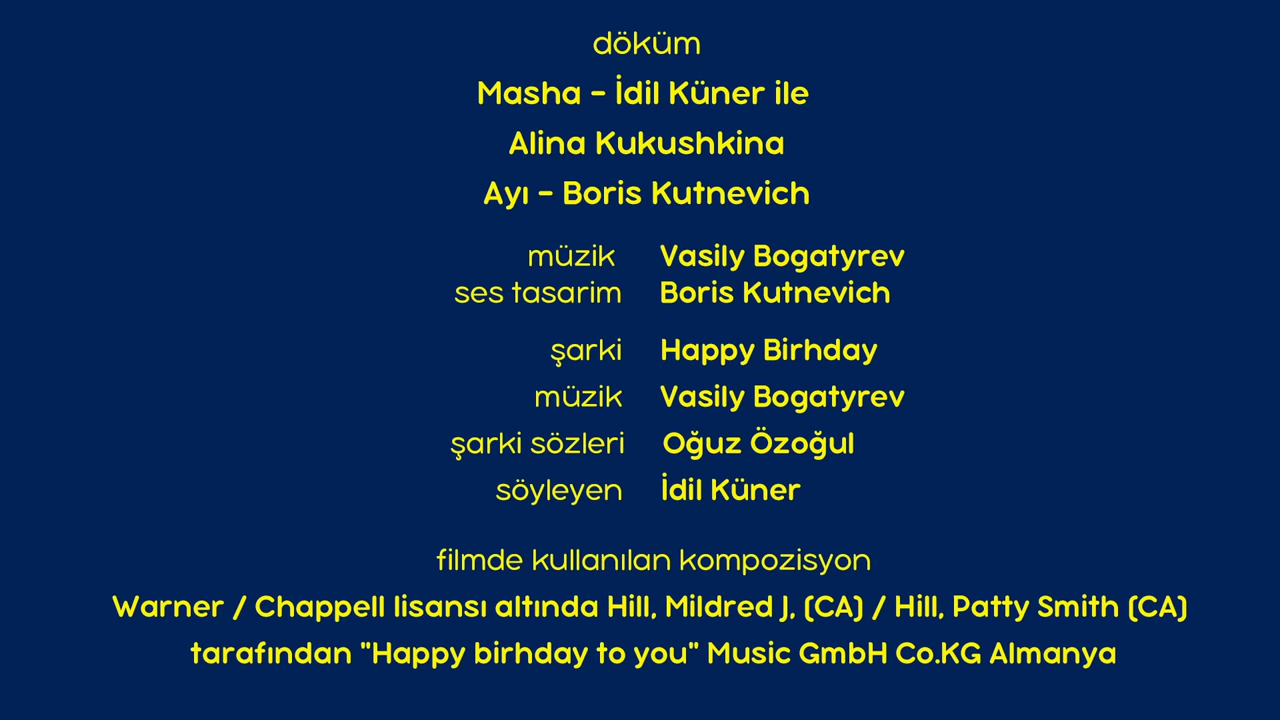 döküm
Masha - İdil Küner ile
Alina Kukushkina
Ayı - Boris Kutnevich
müzik Vasily Bogatyrev
ses tasarim Boris Kutnevich
şarki Happy Birhday
müzik Vasily Bogatyrev
şarki sözleri Oğuz Özoğul
söyleyen İdil Küner
filmde kullanılan kompozisyon
Warner / Chappell lisansı altında Hill, Mildred J, (CA) / Hill, Patty Smith (CA)
tarafından "Happy birhday to you" Music GmbH Co.KG Almanya